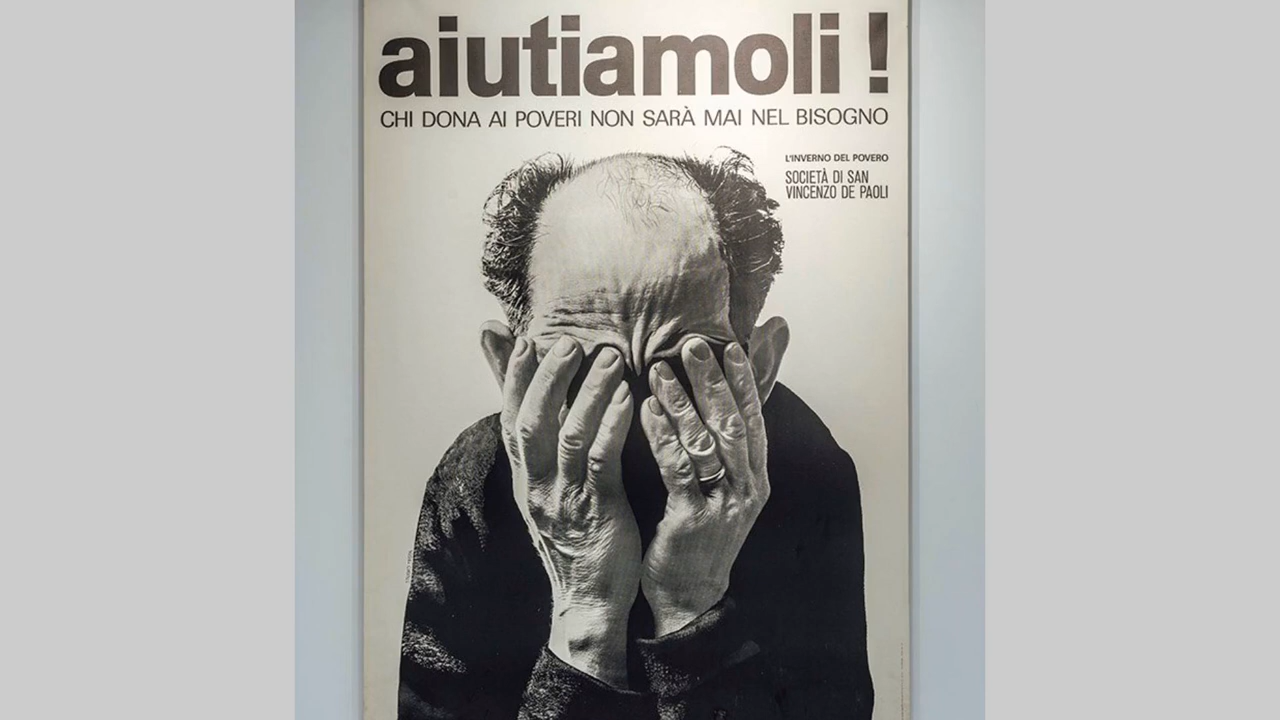 aiutiamoli !
CHI DONA AI POVERI NON SARÀ MAI NEL BISOGNO
L'INVERNO DEL POVERO
SOCIETÀ DI SAN
VINCENZO DE PAOLI